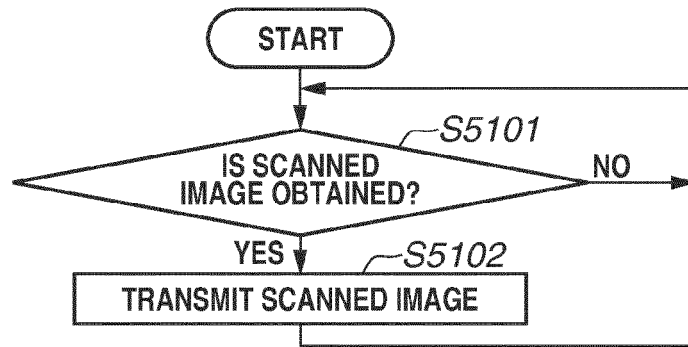 START
S5101
IS SCANNED
IMAGE OBTAINED?
NO
YES
S5102
TRANSMIT SCANNED IMAGE